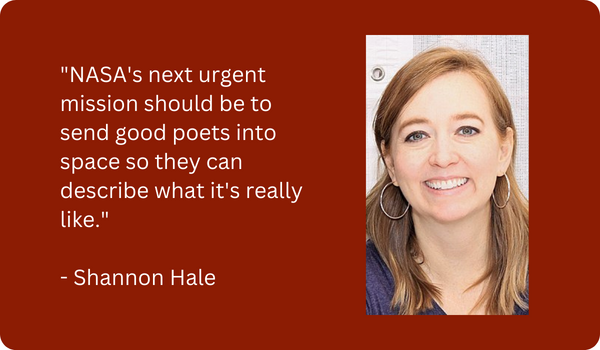 "NASA's next urgent
mission should be to
send good poets into
space so they can
describe what it's really
like."
- Shannon Hale